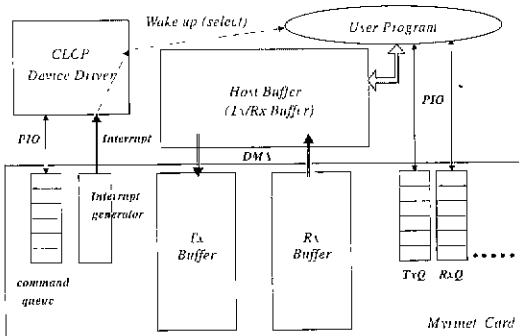 Wake up (select)
User Program
CLCP
Device Driver
Host Buffer
(Tx/Rx Buffer)
PIO
Interrupt
PIO
DMA
Interrupt
generator
Tx
Buffer
Rx
Buffer
command
queue
TxQ
RxQ
Myrinet Card